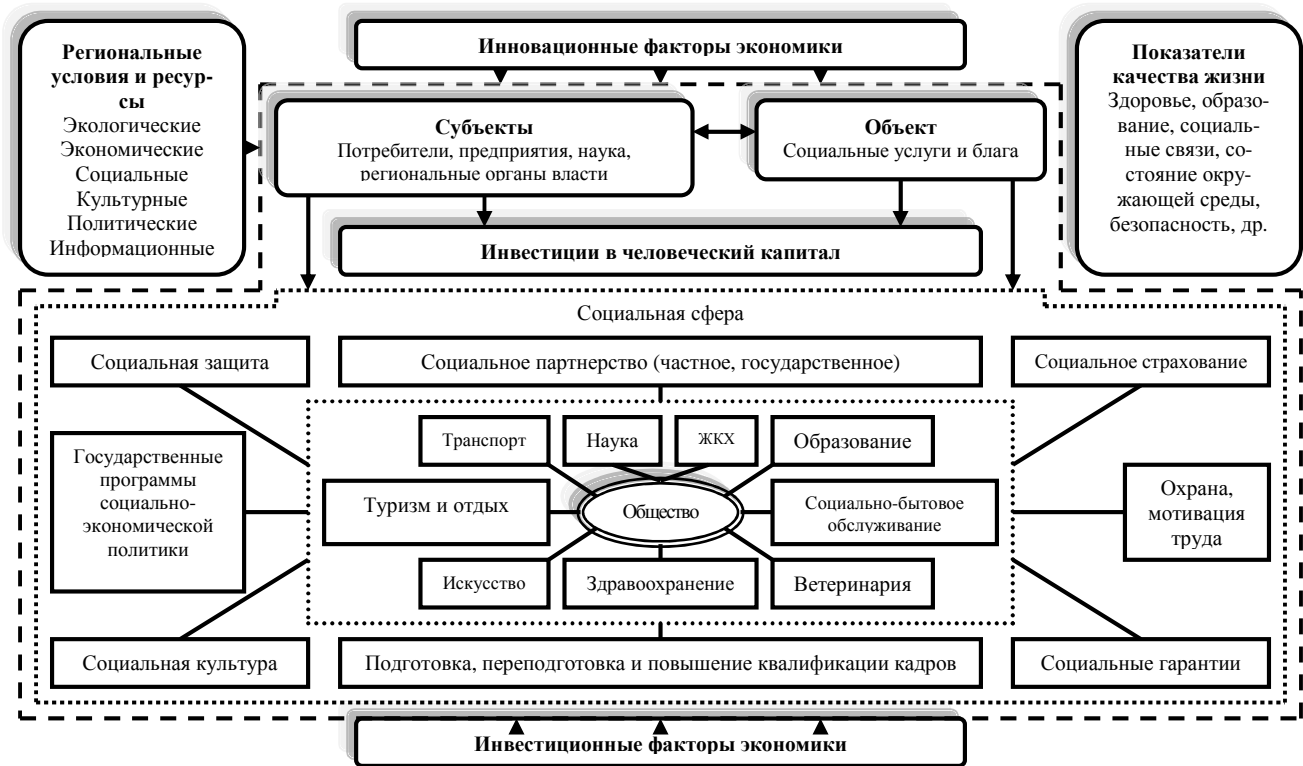 Региональные
условия и ресур-
сы
Экологические
Экономические
Социальные
Культурные
Политические
Информационные
Инновационные факторы экономики
Показатели
качества жизни
Здоровье, образо-
вание, социаль-
ные связи, со-
стояние окру-
жающей среды,
безопасность, др.
Субъекты
Потребители, предприятия, наука,
региональные органы власти
Объект
Социальные услуги и блага
Инвестиции в человеческий капитал
Социальная сфера
Социальная защита
Социальное партнерство (частное, государственное)
Социальное страхование
Государственные
программы
социально-
экономической
политики
Транспорт
Наука
ЖКХ
Образование
Туризм и отдых
Общество
Социально-бытовое
обслуживание
Искусство
Здравоохранение
Ветеринария
Охрана,
мотивация
труда
Социальная культура
Подготовка, переподготовка и повышение квалификации кадров
Социальные гарантии
Инвестиционные факторы экономики